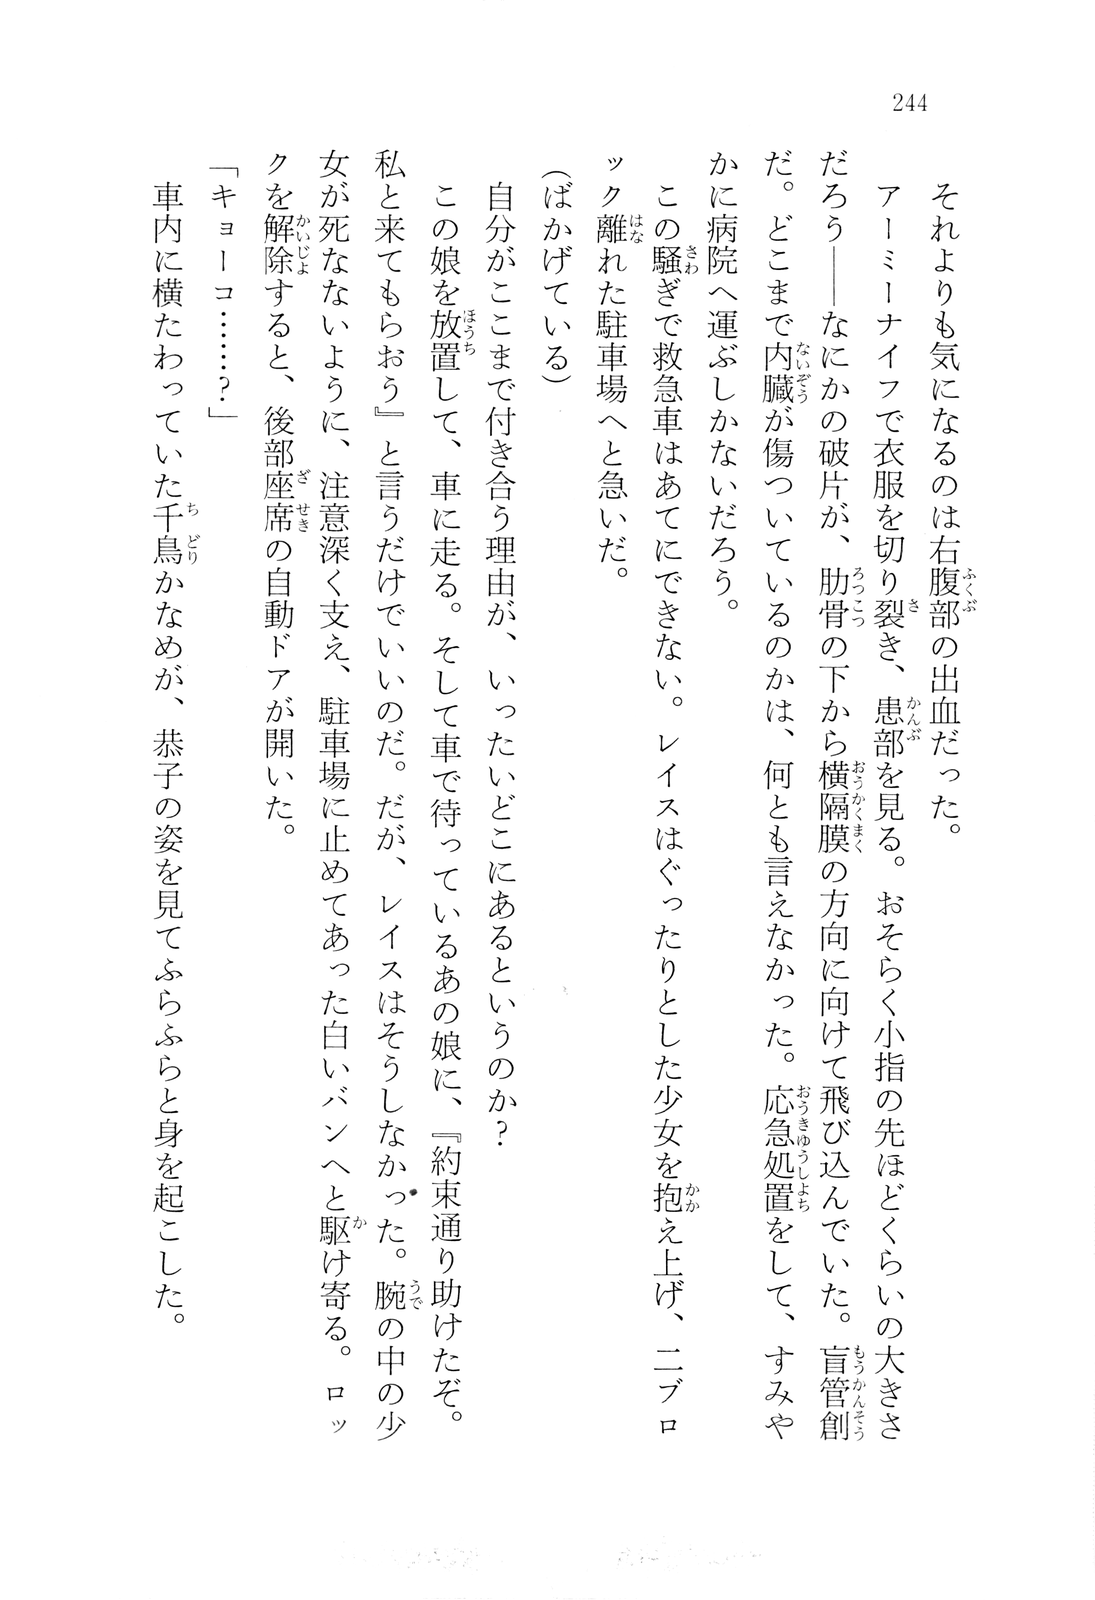 244
それよりも気になるのは右腹部の出血だった。
アーミーナイフで衣服を切り裂き、患部を見る。おそらく小指の先ほどくらいの大きさ
だろう――なにかの破片が、肋骨の下から横隔膜の方向に向けて飛び込んでいた。盲管創
だ。どこまで内臓が傷ついているのかは、何とも言えなかった。応急処置をして、すみや
かに病院へ運ぶしかないだろう。
この騒ぎで救急車はあてにできない。レイスはぐったりとした少女を抱え上げ、二ブロ
ック離れた駐車場へと急いだ。
(ばかげている)
自分がここまで付き合う理由が、いったいどこにあるというのか?
この娘を放置して、車に走る。そして車で待っているあの娘に、『約束通り助けたぞ。
私と来てもらおう』と言うだけでいいのだ。だが、レイスはそうしなかった。腕の中の少
女が死なないように、注意深く支え、駐車場に止めてあった白いバンへと駆け寄る。ロッ
クを解除すると、後部座席の自動ドアが開いた。
「キョーコ……?」
車内に横たわっていた千鳥かなめが、恭子の姿を見てふらふらと身を起こした。